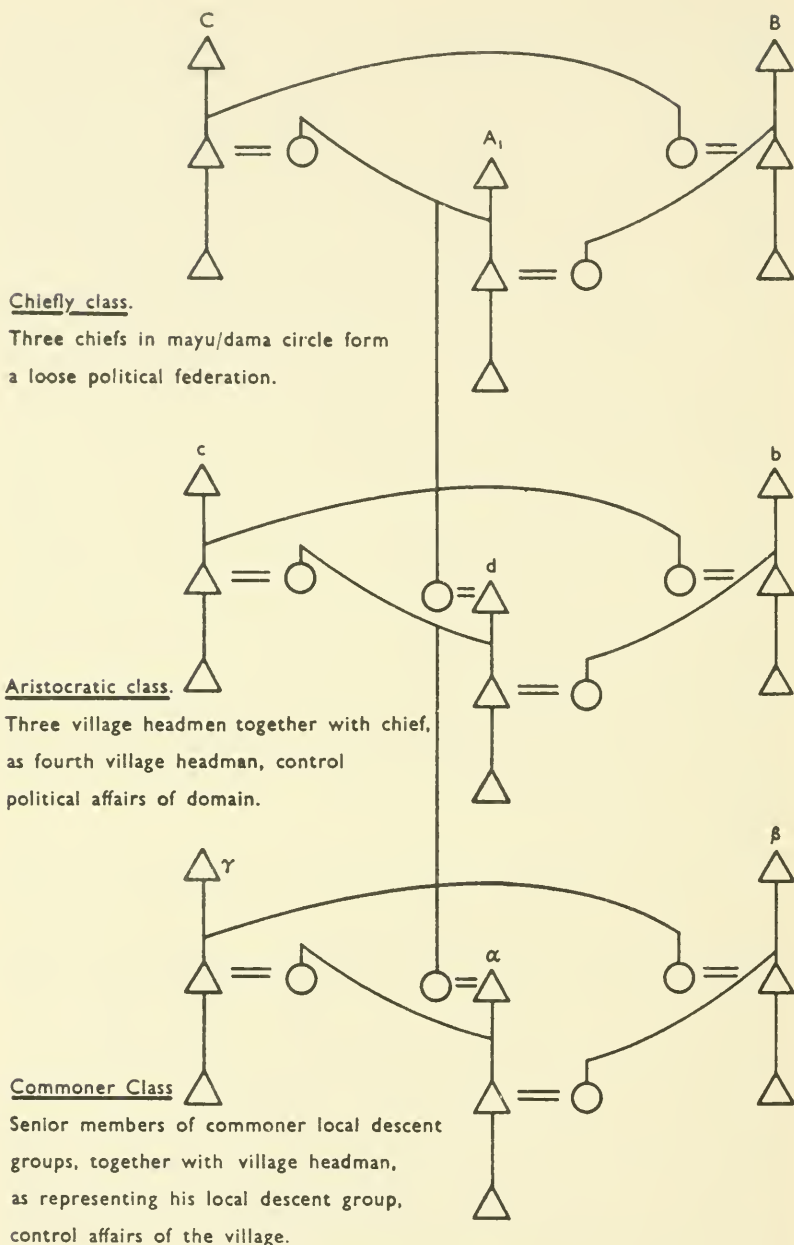 C
B
A₁
Chiefly class.
Three chiefs in mayu/dama circle form
a loose political federation.
c
b
d
Aristocratic class.
Three village headmen together with chief,
as fourth village headman, control
political affairs of domain.
γ
β
α
Commoner Class
Senior members of commoner local descent
groups, together with village headman,
as representing his local descent group,
control affairs of the village.